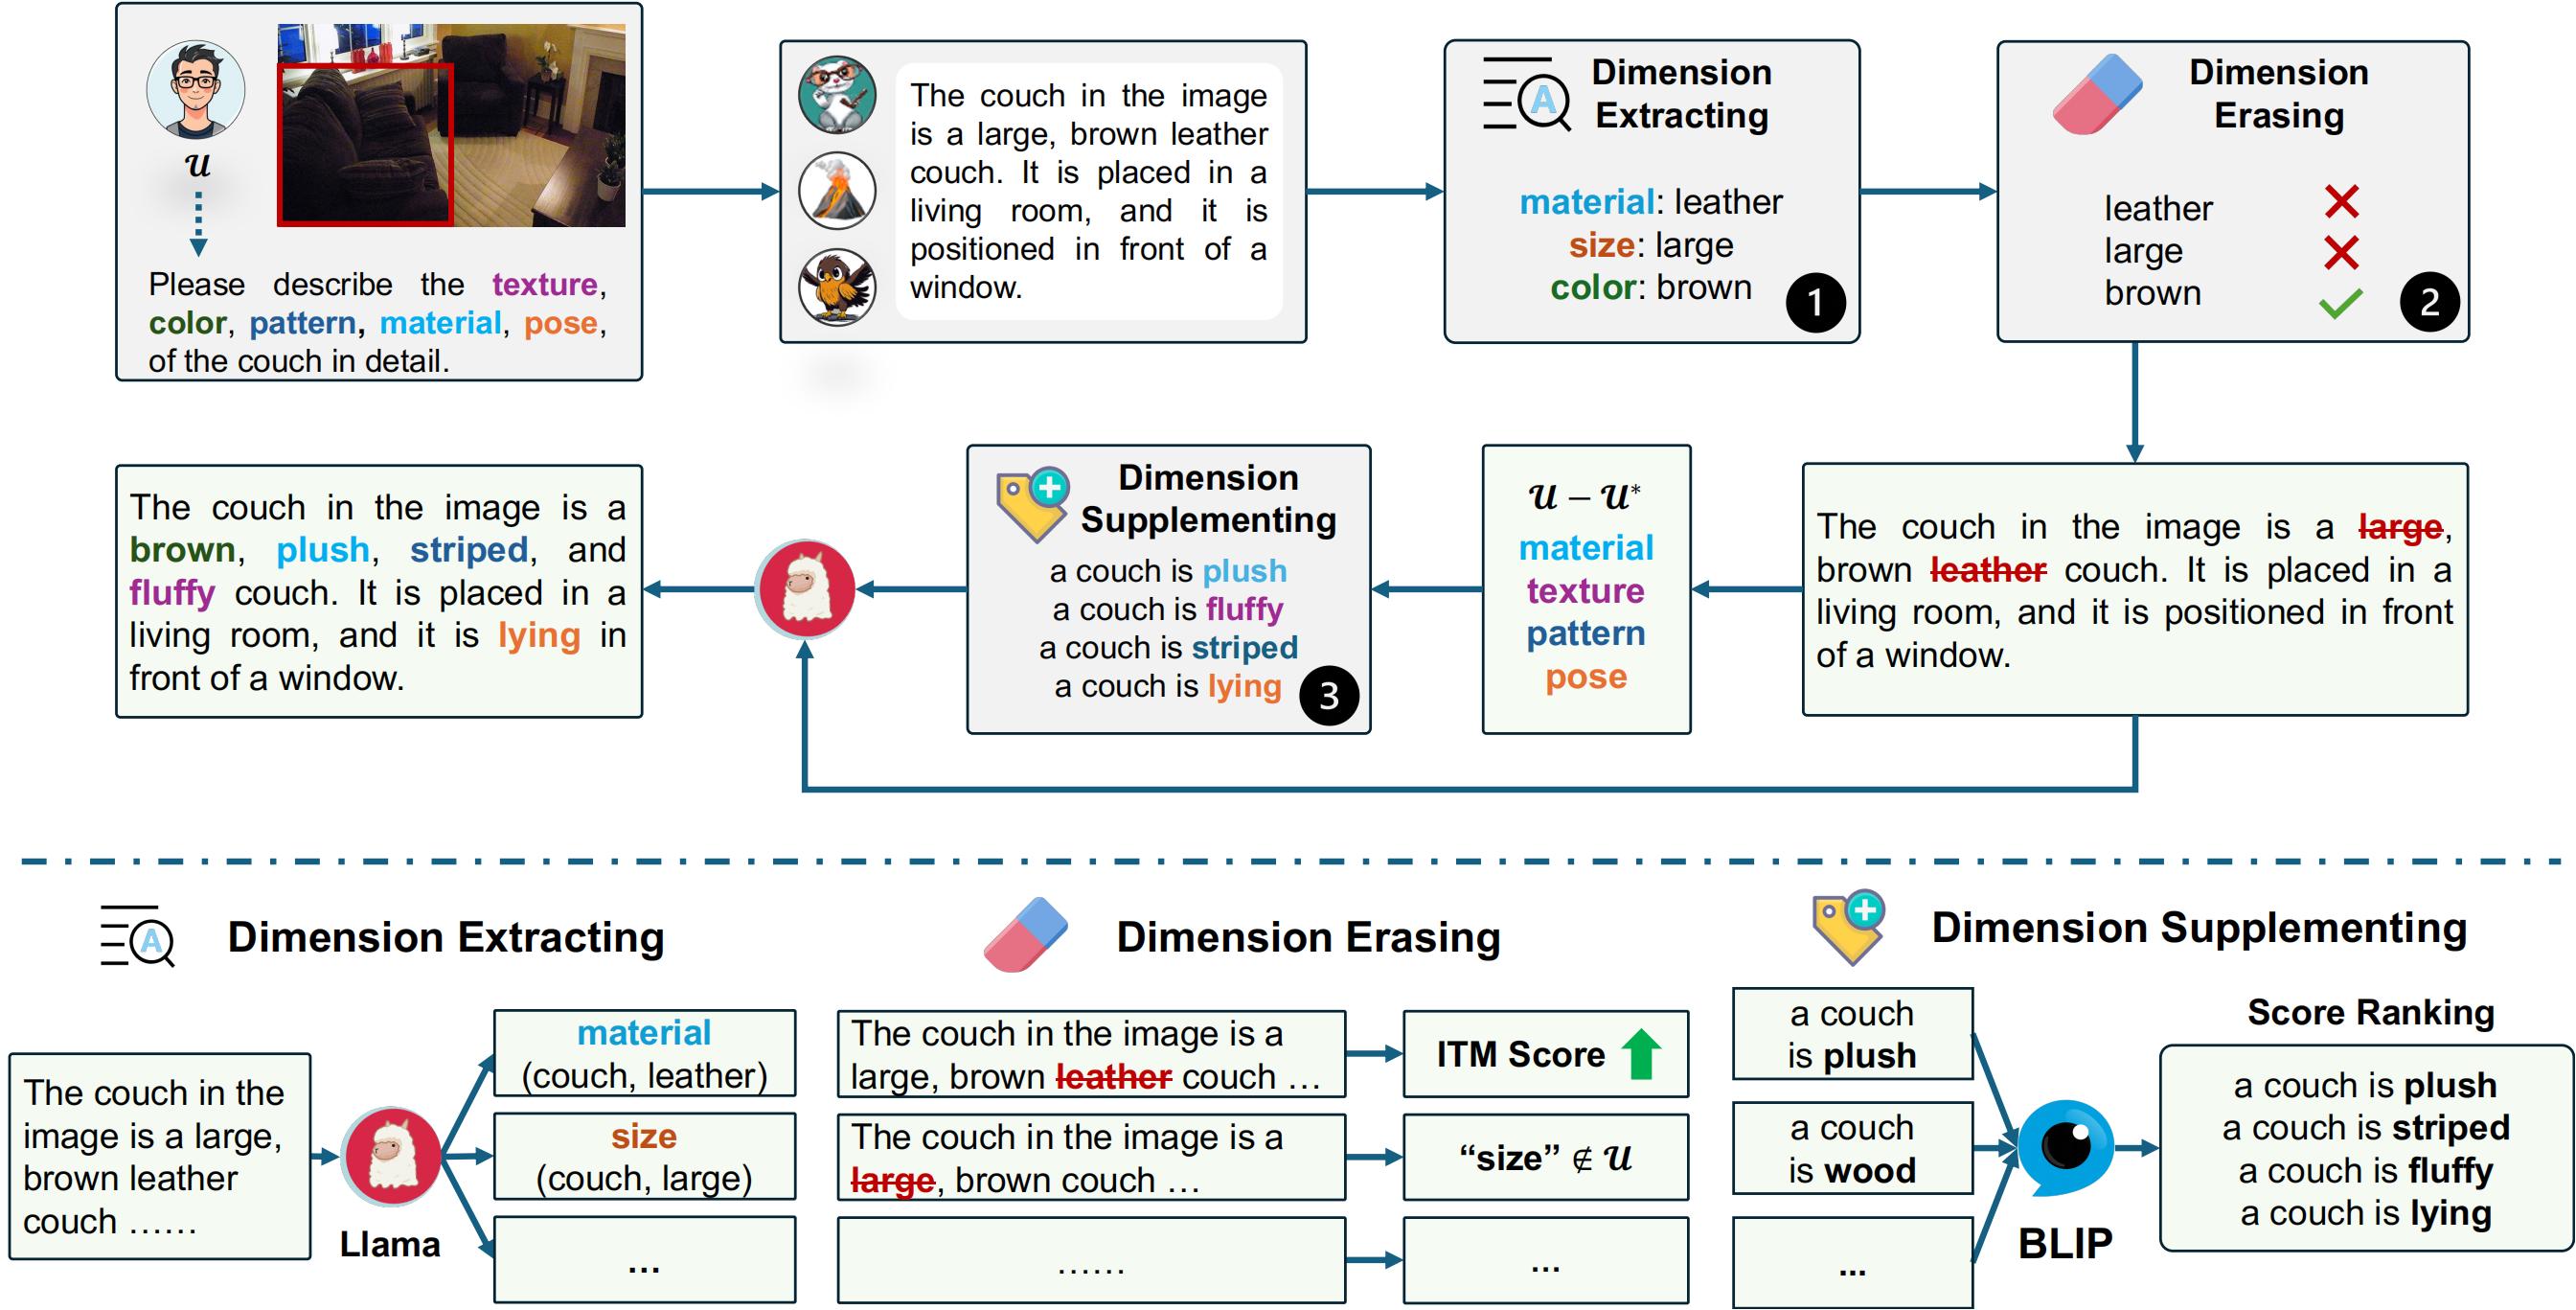 u
Please describe the texture,
color, pattern, material, pose,
of the couch in detail.
The couch in the image
is a large, brown leather
couch. It is placed in a
living room, and it is
positioned in front of a
window.
Dimension
Extracting
A
material: leather
size: large
color: brown
1
Dimension
Erasing
leather
large
brown
2
The couch in the image is a
brown, plush, striped, and
fluffy couch. It is placed in a
living room, and it is lying in
front of a window.
Dimension
Supplementing
a couch is plush
a couch is fluffy
a couch is striped
a couch is lying
3
u – u*
material
texture
pattern
pose
The couch in the image is a large,
brown leather couch. It is placed in a
living room, and it is positioned in front
of a window.
A
Dimension Extracting
The couch in the
image is a large,
brown leather
couch ……
Llama
material
(couch, leather)
size
(couch, large)
...
Dimension Erasing
The couch in the image is a
large, brown leather couch …
ITM Score
The couch in the image is a
large, brown couch …
“size” ∉ u
……
...
Dimension Supplementing
a couch
is plush
a couch
is wood
...
BLIP
Score Ranking
a couch is plush
a couch is striped
a couch is fluffy
a couch is lying